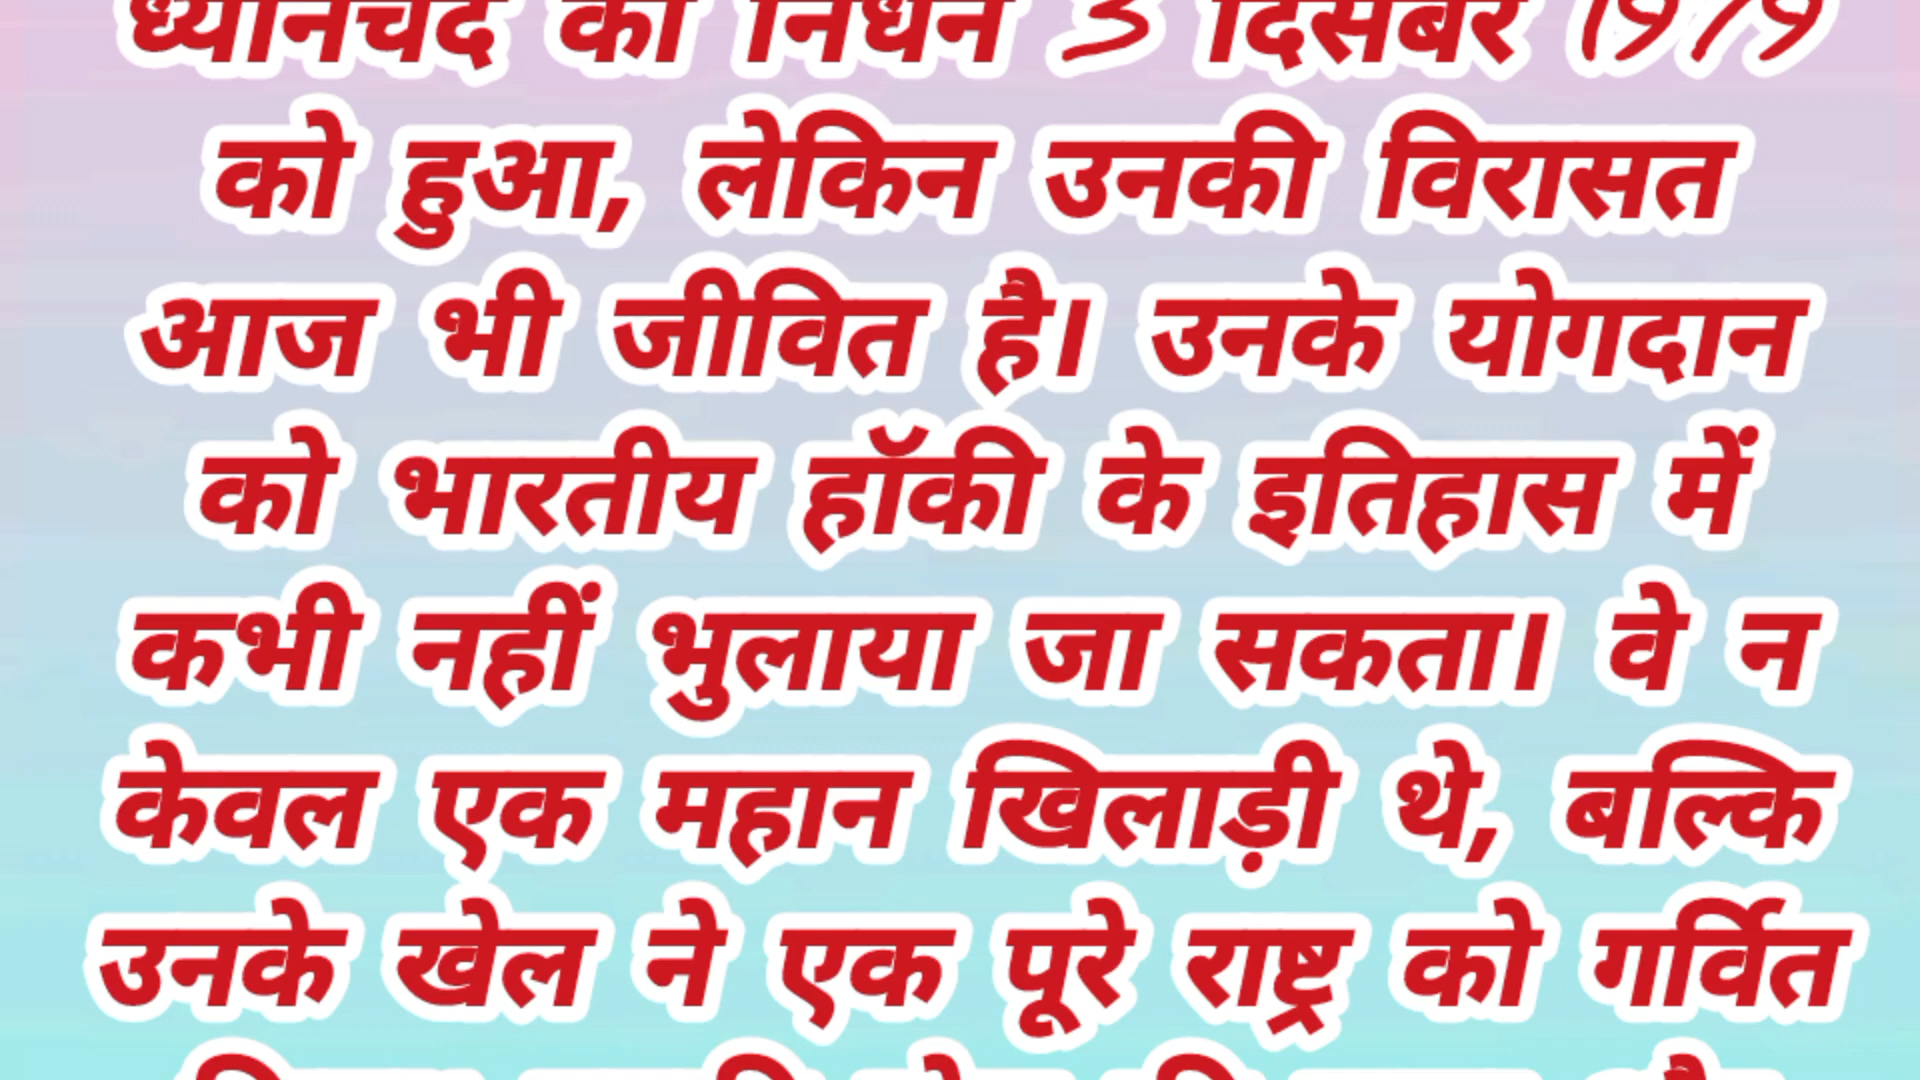 ध्यानचंद का निधन 3 दिसंबर 1979
को हुआ, लेकिन उनकी विरासत
आज भी जीवित है। उनके योगदान
को भारतीय हॉकी के इतिहास में
कभी नहीं भुलाया जा सकता। वे न
केवल एक महान खिलाड़ी थे, बल्कि
उनके खेल ने एक पूरे राष्ट्र को गर्वित